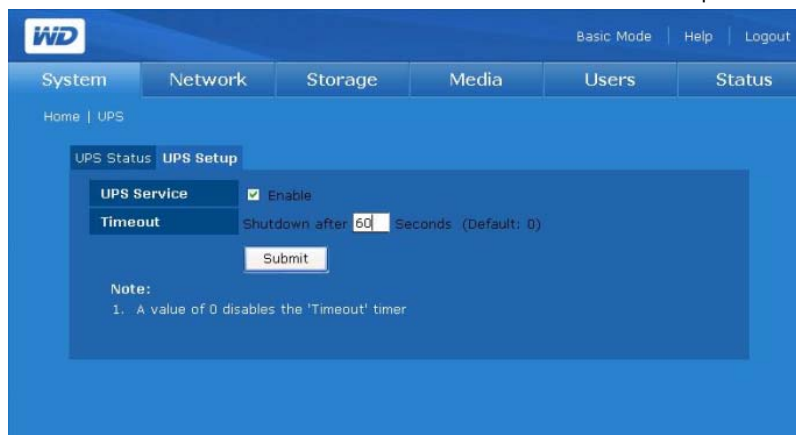 WD
Basic Mode | Help | Logout
System Network Storage Media Users Status
Home | UPS
UPS Status UPS Setup
UPS Service Enable
Timeout Shutdown after 60 Seconds (Default: 0)
Submit
Note:
1. A value of 0 disables the 'Timeout' timer